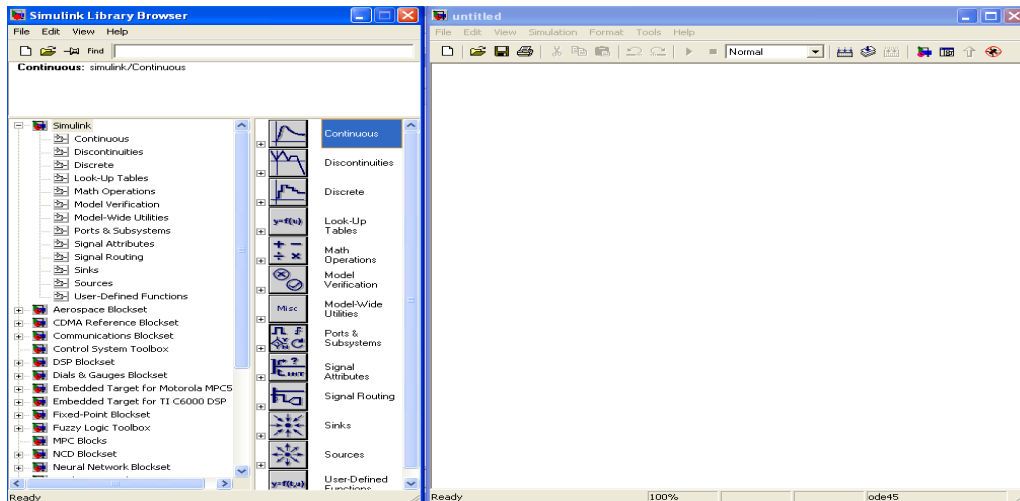 Simulink Library Browser
File Edit View Help
Find
Continuous: simulink/Continuous
Simulink
Continuous
Discontinuities
Discrete
Look-Up Tables
Math Operations
Model Verification
Model-Wide Utilities
Ports & Subsystems
Signal Attributes
Signal Routing
Sinks
Sources
User-Defined Functions
Aerospace Blockset
CDMA Reference Blockset
Communications Blockset
Control System Toolbox
DSP Blockset
Dials & Gauges Blockset
Embedded Target for Motorola MPC5
Embedded Target for TI C6000 DSP
Fixed-Point Blockset
Fuzzy Logic Toolbox
MPC Blocks
NCD Blockset
Neural Network Blockset
Continuous
Discontinuities
Discrete
y=f(u)
Look-Up
Tables
+ −
÷ ×
Math
Operations
Model
Verification
Misc
Model-Wide
Utilities
Ports &
Subsystems
Signal
Attributes
Signal Routing
Sinks
Sources
y=f(t,u)
User-Defined
Functions
Ready
untitled
File Edit View Simulation Format Tools Help
Normal
Ready 100% ode45